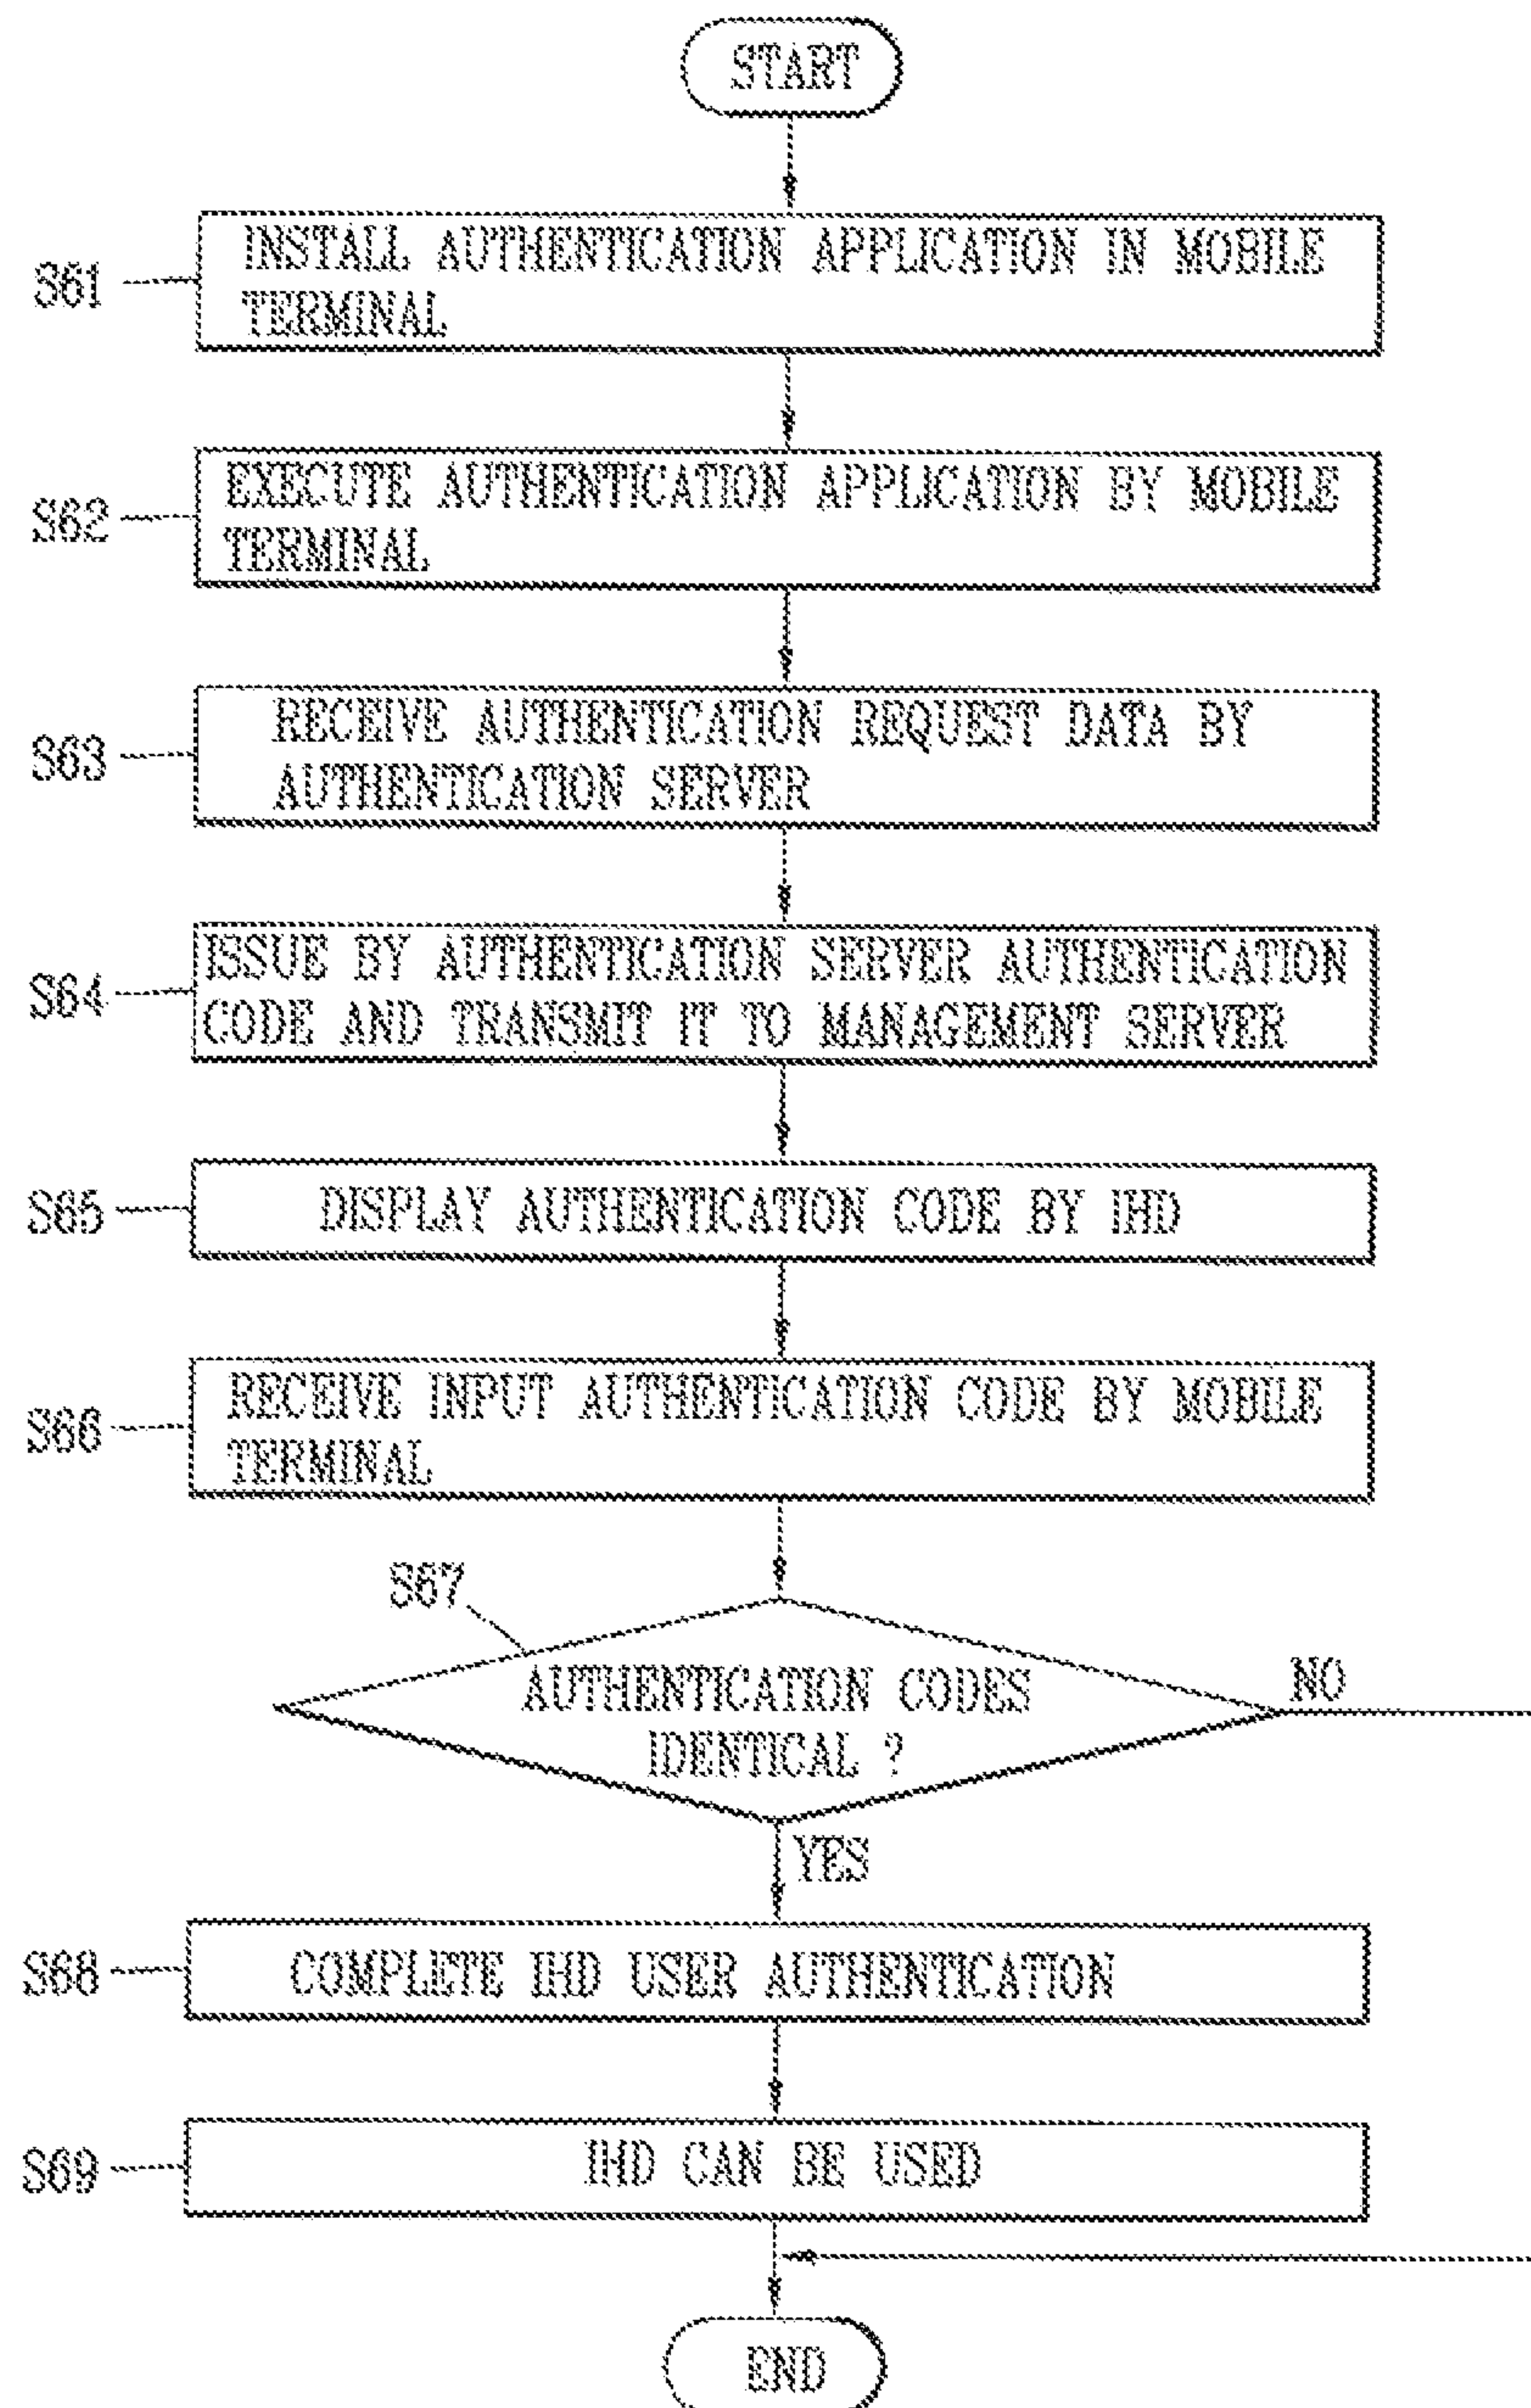 START
S61
INSTALL AUTHENTICATION APPLICATION IN MOBILE
TERMINAL
S62
EXECUTE AUTHENTICATION APPLICATION BY MOBILE
TERMINAL
S63
RECEIVE AUTHENTICATION REQUEST DATA BY
AUTHENTICATION SERVER
S64
ISSUE BY AUTHENTICATION SERVER AUTHENTICATION
CODE AND TRANSMIT IT TO MANAGEMENT SERVER
S65
DISPLAY AUTHENTICATION CODE BY IHD
S66
RECEIVE INPUT AUTHENTICATION CODE BY MOBILE
TERMINAL
S67
AUTHENTICATION CODES
IDENTICAL ?
NO
YES
S68
COMPLETE IHD USER AUTHENTICATION
S69
IHD CAN BE USED
END